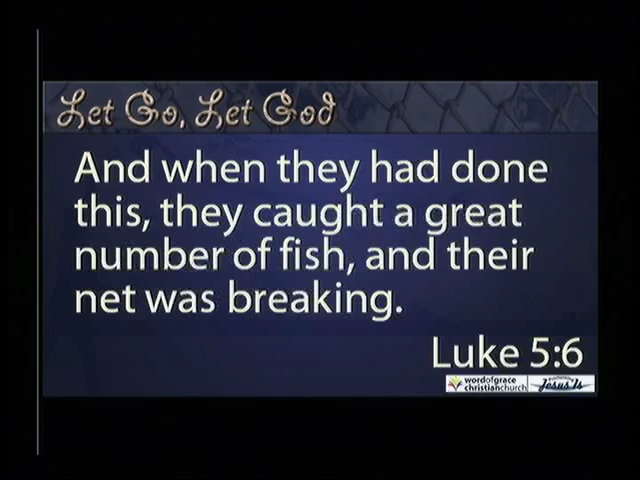 Let Go, Let God
And when they had done
this, they caught a great
number of fish, and their
net was breaking.
Luke 5:6
wordofgrace
christianchurch
Jesus Is